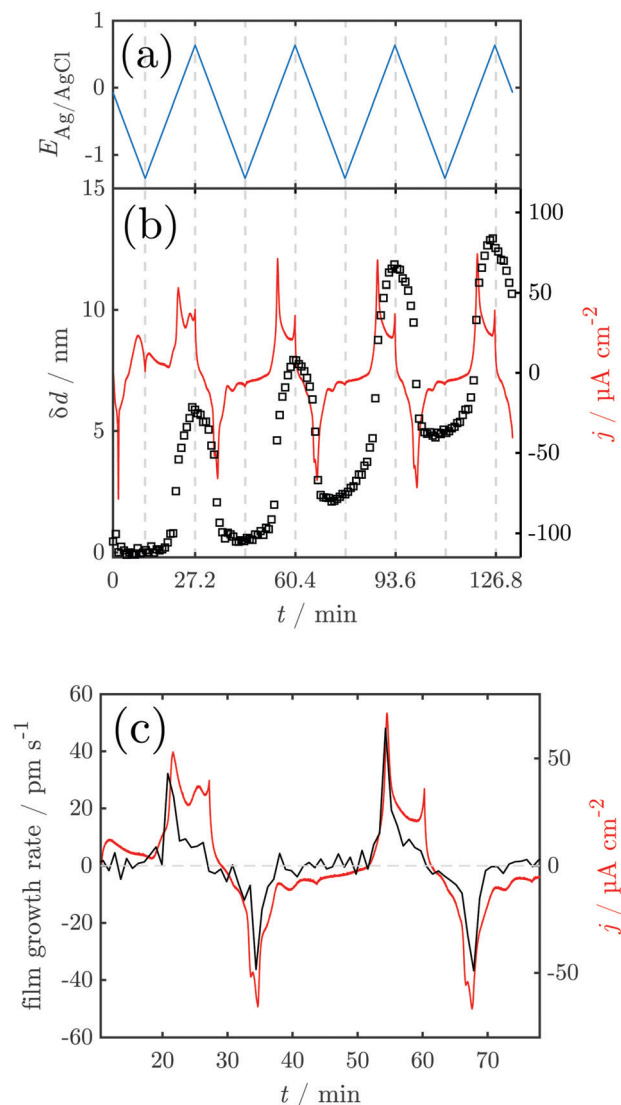 (a)
E Ag/AgCl
1
0
-1
15
(b)
δd / nm
10
5
0
100
50
0
-50
-100
j / µA cm-2
0 27.2 60.4 93.6 126.8
t / min
(c)
film growth rate / pm s-1
60
40
20
0
-20
-40
-60
50
0
-50
j / µA cm-2
20 30 40 50 60 70
t / min